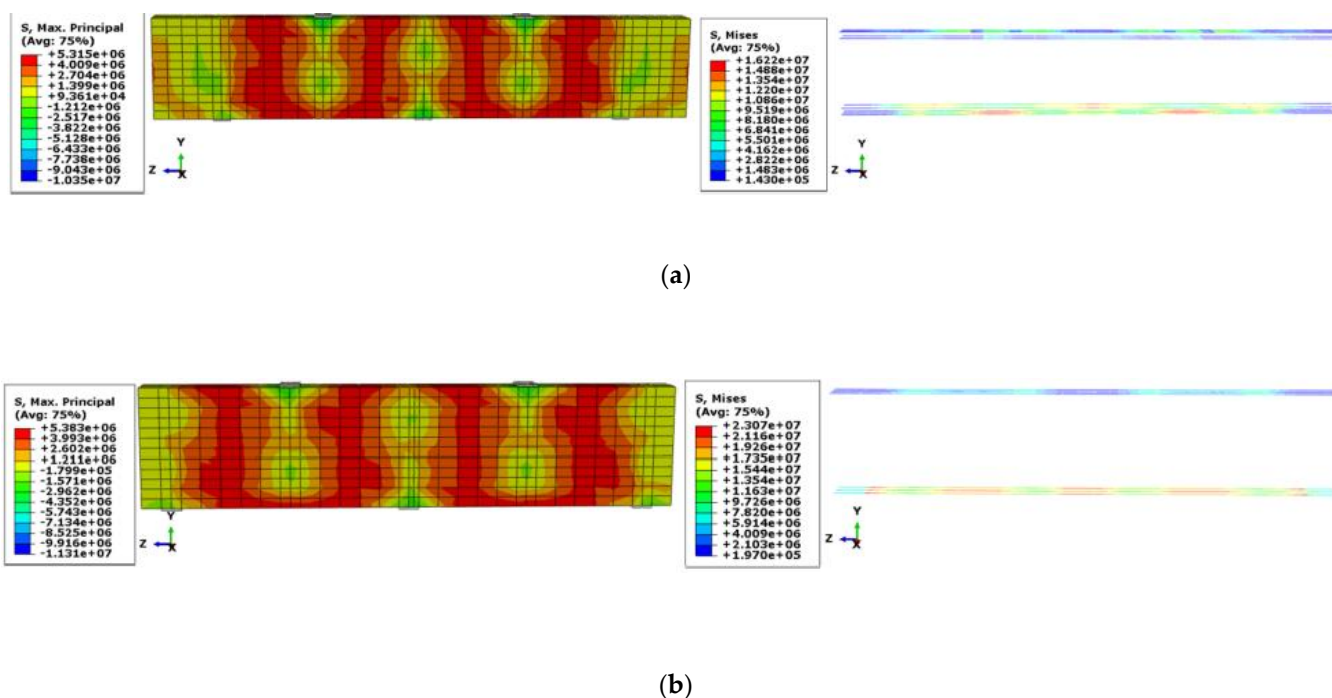 S, Max. Principal
(Avg: 75%)
+5.315e+06
+4.009e+06
+2.704e+06
+1.399e+06
+9.361e+04
-1.212e+06
-2.517e+06
-3.822e+06
-5.128e+06
-6.433e+06
-7.738e+06
-9.043e+06
-1.035e+07
Y
Z
X
S, Mises
(Avg: 75%)
+1.622e+07
+1.488e+07
+1.354e+07
+1.220e+07
+1.086e+07
+9.519e+06
+8.180e+06
+6.841e+06
+5.501e+06
+4.162e+06
+2.822e+06
+1.483e+06
+1.430e+05
Y
Z
X
(a)
S, Max. Principal
(Avg: 75%)
+5.383e+06
+3.993e+06
+2.602e+06
+1.211e+06
-1.799e+05
-1.571e+06
-2.962e+06
-4.352e+06
-5.743e+06
-7.134e+06
-8.525e+06
-9.916e+06
-1.131e+07
Y
Z
X
S, Mises
(Avg: 75%)
+2.307e+07
+2.116e+07
+1.926e+07
+1.735e+07
+1.544e+07
+1.354e+07
+1.163e+07
+9.726e+06
+7.820e+06
+5.914e+06
+4.009e+06
+2.103e+06
+1.970e+05
Y
Z
X
(b)